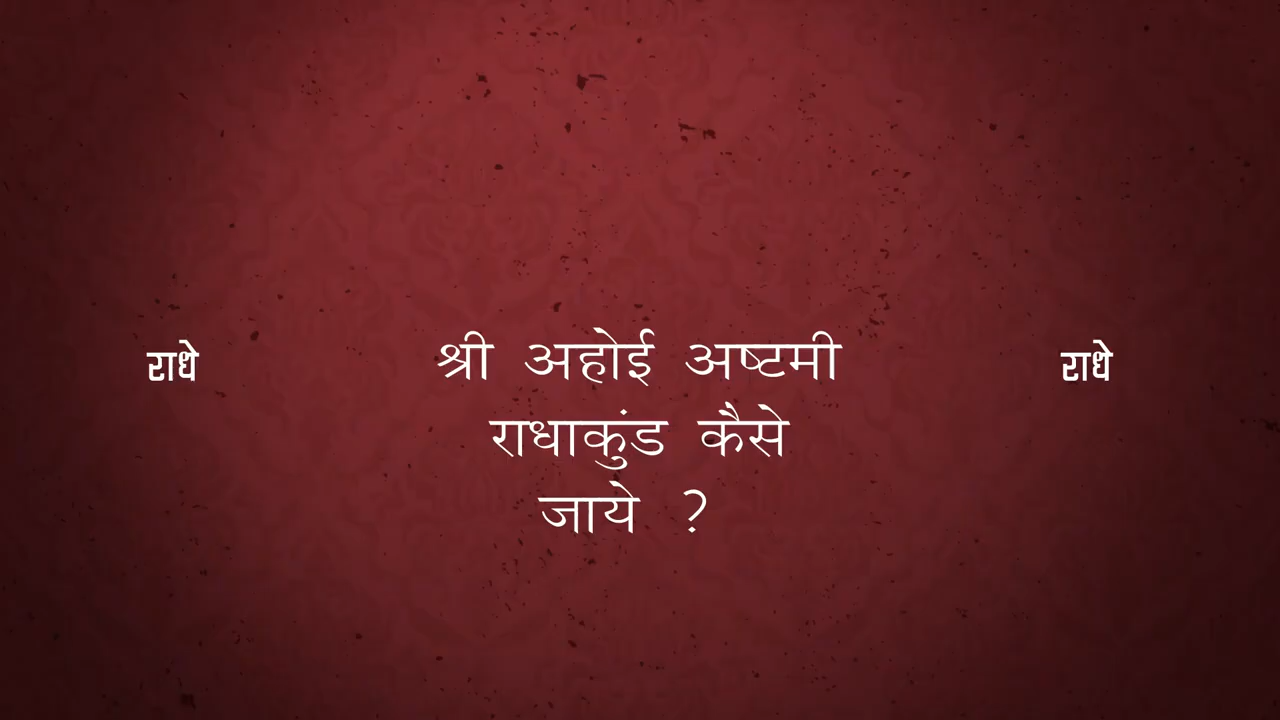 राधे
श्री अहोई अष्टमी
राधाकुंड कैसे
जाये ?
राधे